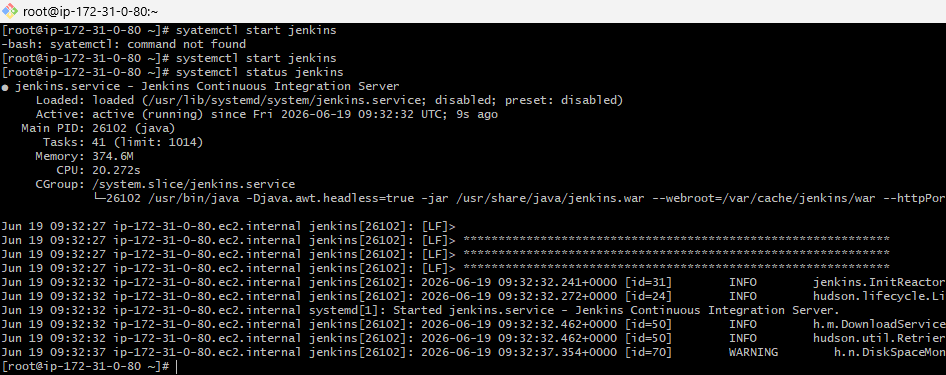 root@ip-172-31-0-80:~
[root@ip-172-31-0-80 ~]# syatemctl start jenkins
-bash: syatemctl: command not found
[root@ip-172-31-0-80 ~]# systemctl start jenkins
[root@ip-172-31-0-80 ~]# systemctl status jenkins
● jenkins.service - Jenkins Continuous Integration Server
     Loaded: loaded (/usr/lib/systemd/system/jenkins.service; disabled; preset: disabled)
     Active: active (running) since Fri 2026-06-19 09:32:32 UTC; 9s ago
   Main PID: 26102 (java)
      Tasks: 41 (limit: 1014)
     Memory: 374.6M
        CPU: 20.272s
     CGroup: /system.slice/jenkins.service
             └─26102 /usr/bin/java -Djava.awt.headless=true -jar /usr/share/java/jenkins.war --webroot=/var/cache/jenkins/war --httpPor
Jun 19 09:32:27 ip-172-31-0-80.ec2.internal jenkins[26102]: [LF]>
Jun 19 09:32:27 ip-172-31-0-80.ec2.internal jenkins[26102]: [LF]> *************************************************************
Jun 19 09:32:27 ip-172-31-0-80.ec2.internal jenkins[26102]: [LF]> *************************************************************
Jun 19 09:32:27 ip-172-31-0-80.ec2.internal jenkins[26102]: [LF]> *************************************************************
Jun 19 09:32:32 ip-172-31-0-80.ec2.internal jenkins[26102]: 2026-06-19 09:32:32.241+0000 [id=31]        INFO        jenkins.InitReactor
Jun 19 09:32:32 ip-172-31-0-80.ec2.internal jenkins[26102]: 2026-06-19 09:32:32.272+0000 [id=24]        INFO        hudson.lifecycle.Li
Jun 19 09:32:32 ip-172-31-0-80.ec2.internal systemd[1]: Started jenkins.service - Jenkins Continuous Integration Server.
Jun 19 09:32:32 ip-172-31-0-80.ec2.internal jenkins[26102]: 2026-06-19 09:32:32.462+0000 [id=50]        INFO        h.m.DownloadService
Jun 19 09:32:32 ip-172-31-0-80.ec2.internal jenkins[26102]: 2026-06-19 09:32:32.462+0000 [id=50]        INFO        hudson.util.Retrier
Jun 19 09:32:37 ip-172-31-0-80.ec2.internal jenkins[26102]: 2026-06-19 09:32:37.354+0000 [id=70]        WARNING        h.n.DiskSpaceMon
[root@ip-172-31-0-80 ~]#